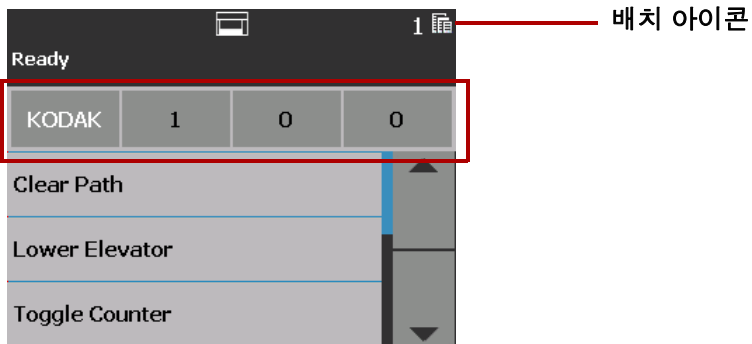 1 배치 아이콘
Ready
KODAK 1 0 0
Clear Path
Lower Elevator
Toggle Counter